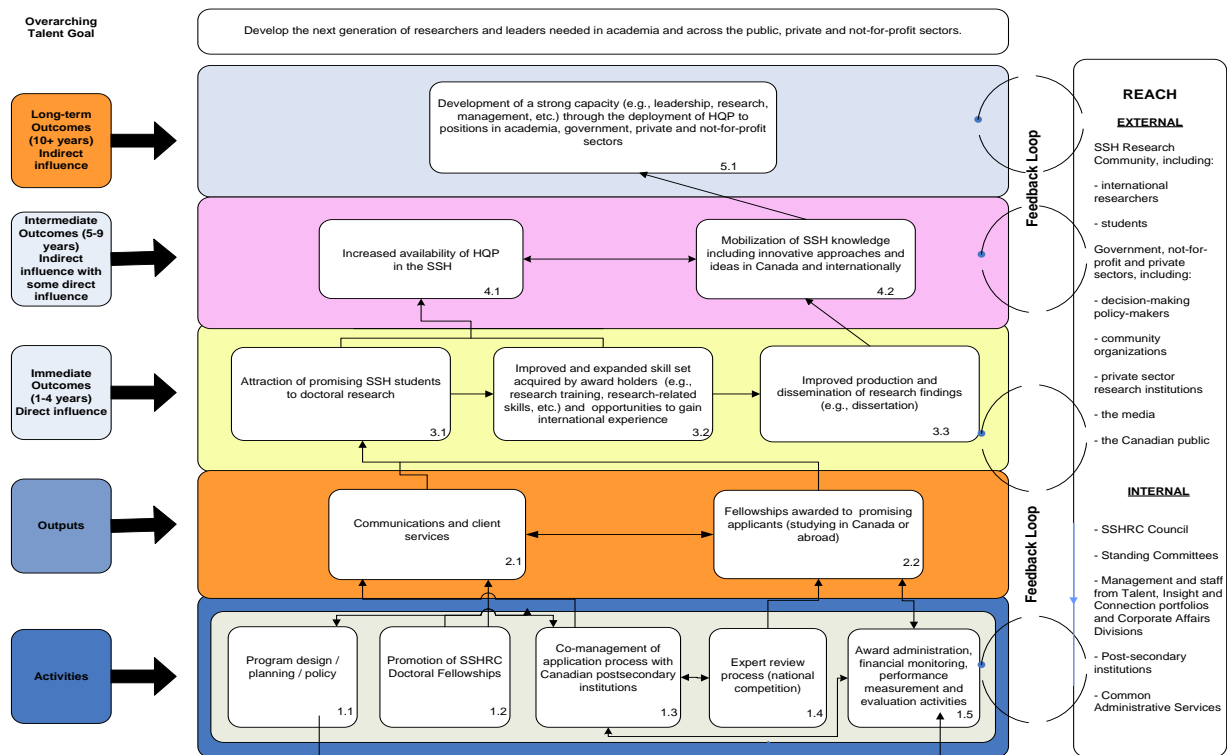 Overarching
Talent Goal
Develop the next generation of researchers and leaders needed in academia and across the public, private and not-for-profit sectors.
Long-term
Outcomes
(10+ years)
Indirect
influence
Development of a strong capacity (e.g., leadership, research,
management, etc.) through the deployment of HQP to
positions in academia, government, private and not-for-profit
sectors
5.1
Intermediate
Outcomes (5-9
years)
Indirect
influence with
some direct
influence
Increased availability of HQP
in the SSH
4.1
Mobilization of SSH knowledge
including innovative approaches and
ideas in Canada and internationally
4.2
Immediate
Outcomes
(1-4 years)
Direct influence
Attraction of promising SSH students
to doctoral research
3.1
Improved and expanded skill set
acquired by award holders (e.g.,
research training, research-related
skills, etc.) and opportunities to gain
international experience
3.2
Improved production and
dissemination of research findings
(e.g., dissertation)
3.3
Outputs
Communications and client
services
2.1
Fellowships awarded to promising
applicants (studying in Canada or
abroad)
2.2
Activities
Program design /
planning / policy
1.1
Promotion of SSHRC
Doctoral Fellowships
1.2
Co-management of
application process with
Canadian postsecondary
institutions
1.3
Expert review
process (national
competition)
1.4
Award administration,
financial monitoring,
performance
measurement and
evaluation activities
1.5
Feedback Loop
Feedback Loop
REACH
EXTERNAL
SSH Research
Community, including:
- international
researchers
- students
Government, not-for-
profit and private
sectors, including:
- decision-making
policy-makers
- community
organizations
- private sector
research institutions
- the media
- the Canadian public
INTERNAL
- SSHRC Council
- Standing Committees
- Management and staff
from Talent, Insight and
Connection portfolios
and Corporate Affairs
Divisions
- Post-secondary
institutions
- Common
Administrative Services